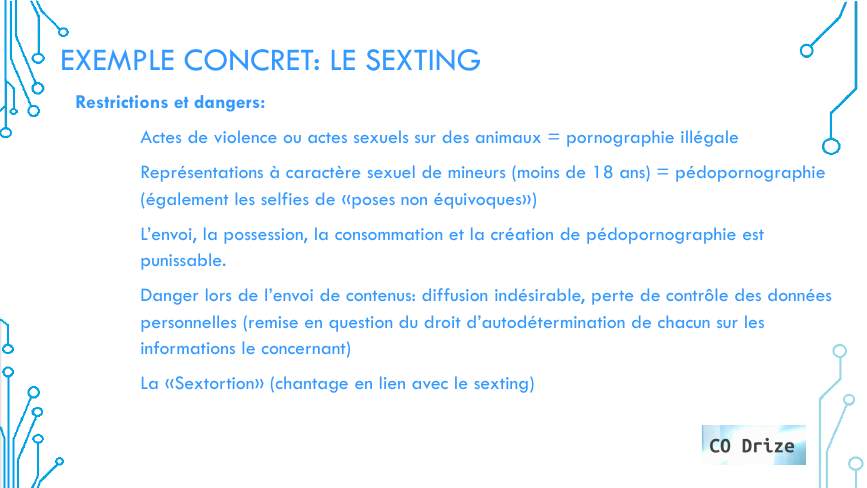 EXEMPLE CONCRET: LE SEXTING
Restrictions et dangers:
Actes de violence ou actes sexuels sur des animaux = pornographie illégale
Représentations à caractère sexuel de mineurs (moins de 18 ans) = pédopornographie
(également les selfies de «poses non équivoques»)
L'envoi, la possession, la consommation et la création de pédopornographie est
punissable.
Danger lors de l'envoi de contenus: diffusion indésirable, perte de contrôle des données
personnelles (remise en question du droit d'autodétermination de chacun sur les
informations le concernant)
La «Sextortion» (chantage en lien avec le sexting)
CO Drize